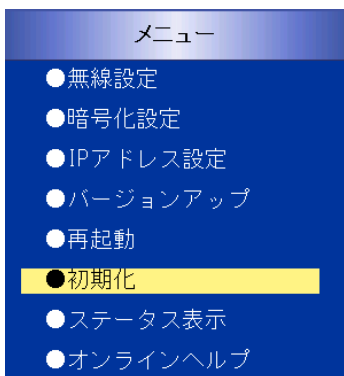 メニュー
●無線設定
●暗号化設定
●IPアドレス設定
●バージョンアップ
●再起動
●初期化
●ステータス表示
●オンラインヘルプ